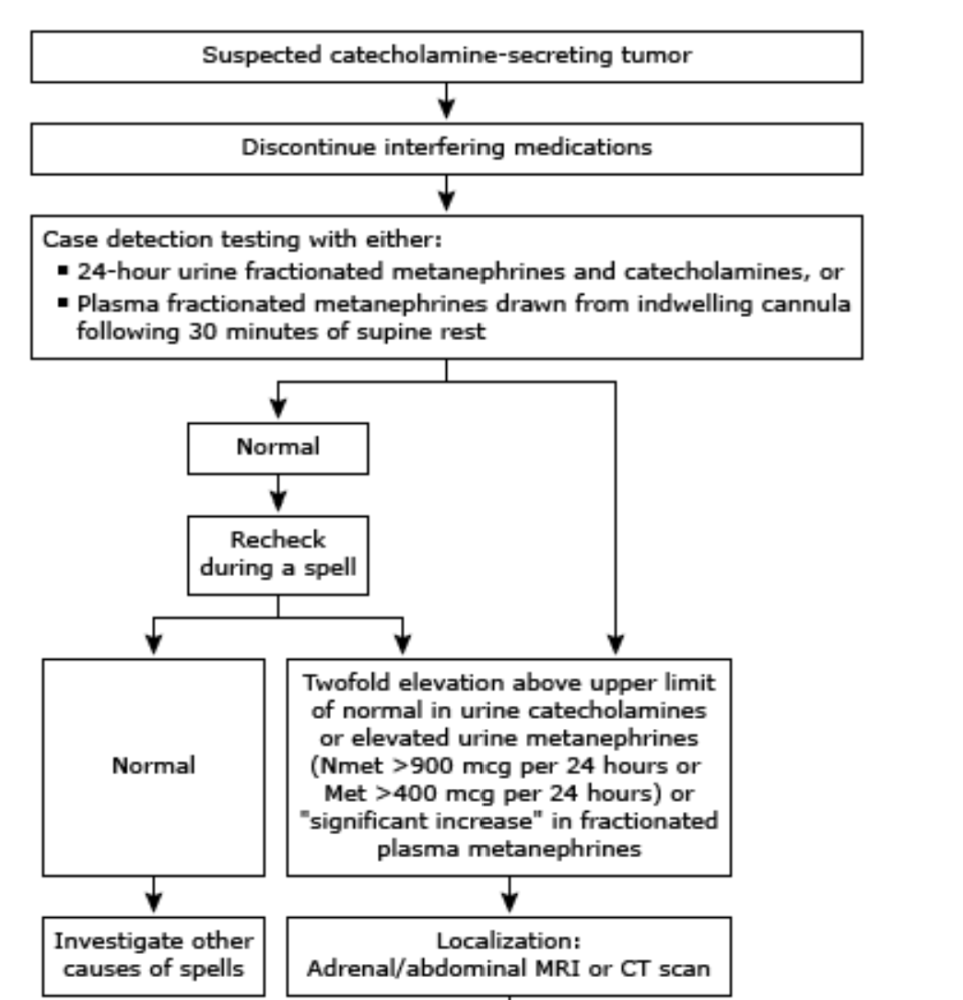 Suspected catecholamine-secreting tumor
Discontinue interfering medications
Case detection testing with either:
▪ 24-hour urine fractionated metanephrines and catecholamines, or
▪ Plasma fractionated metanephrines drawn from indwelling cannula
following 30 minutes of supine rest
Normal
Recheck
during a spell
Normal
Twofold elevation above upper limit
of normal in urine catecholamines
or elevated urine metanephrines
(Nmet >900 mcg per 24 hours or
Met >400 mcg per 24 hours) or
"significant increase" in fractionated
plasma metanephrines
Investigate other
causes of spells
Localization:
Adrenal/abdominal MRI or CT scan